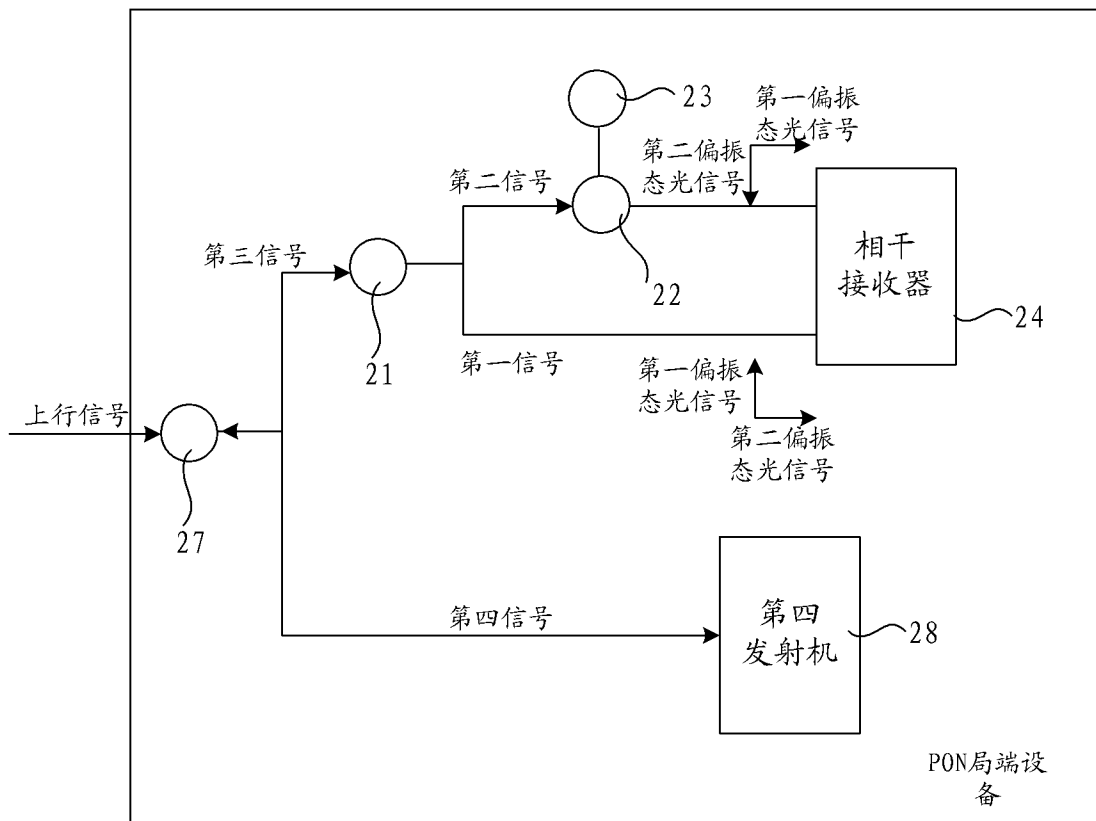 23
第一偏振
态光信号
第二偏振
态光信号
第二信号
22
相干
接收器
24
第三信号
21
第一信号
第一偏振
态光信号
第二偏振
态光信号
上行信号
27
第四信号
第四
发射机
28
PON局端设
备